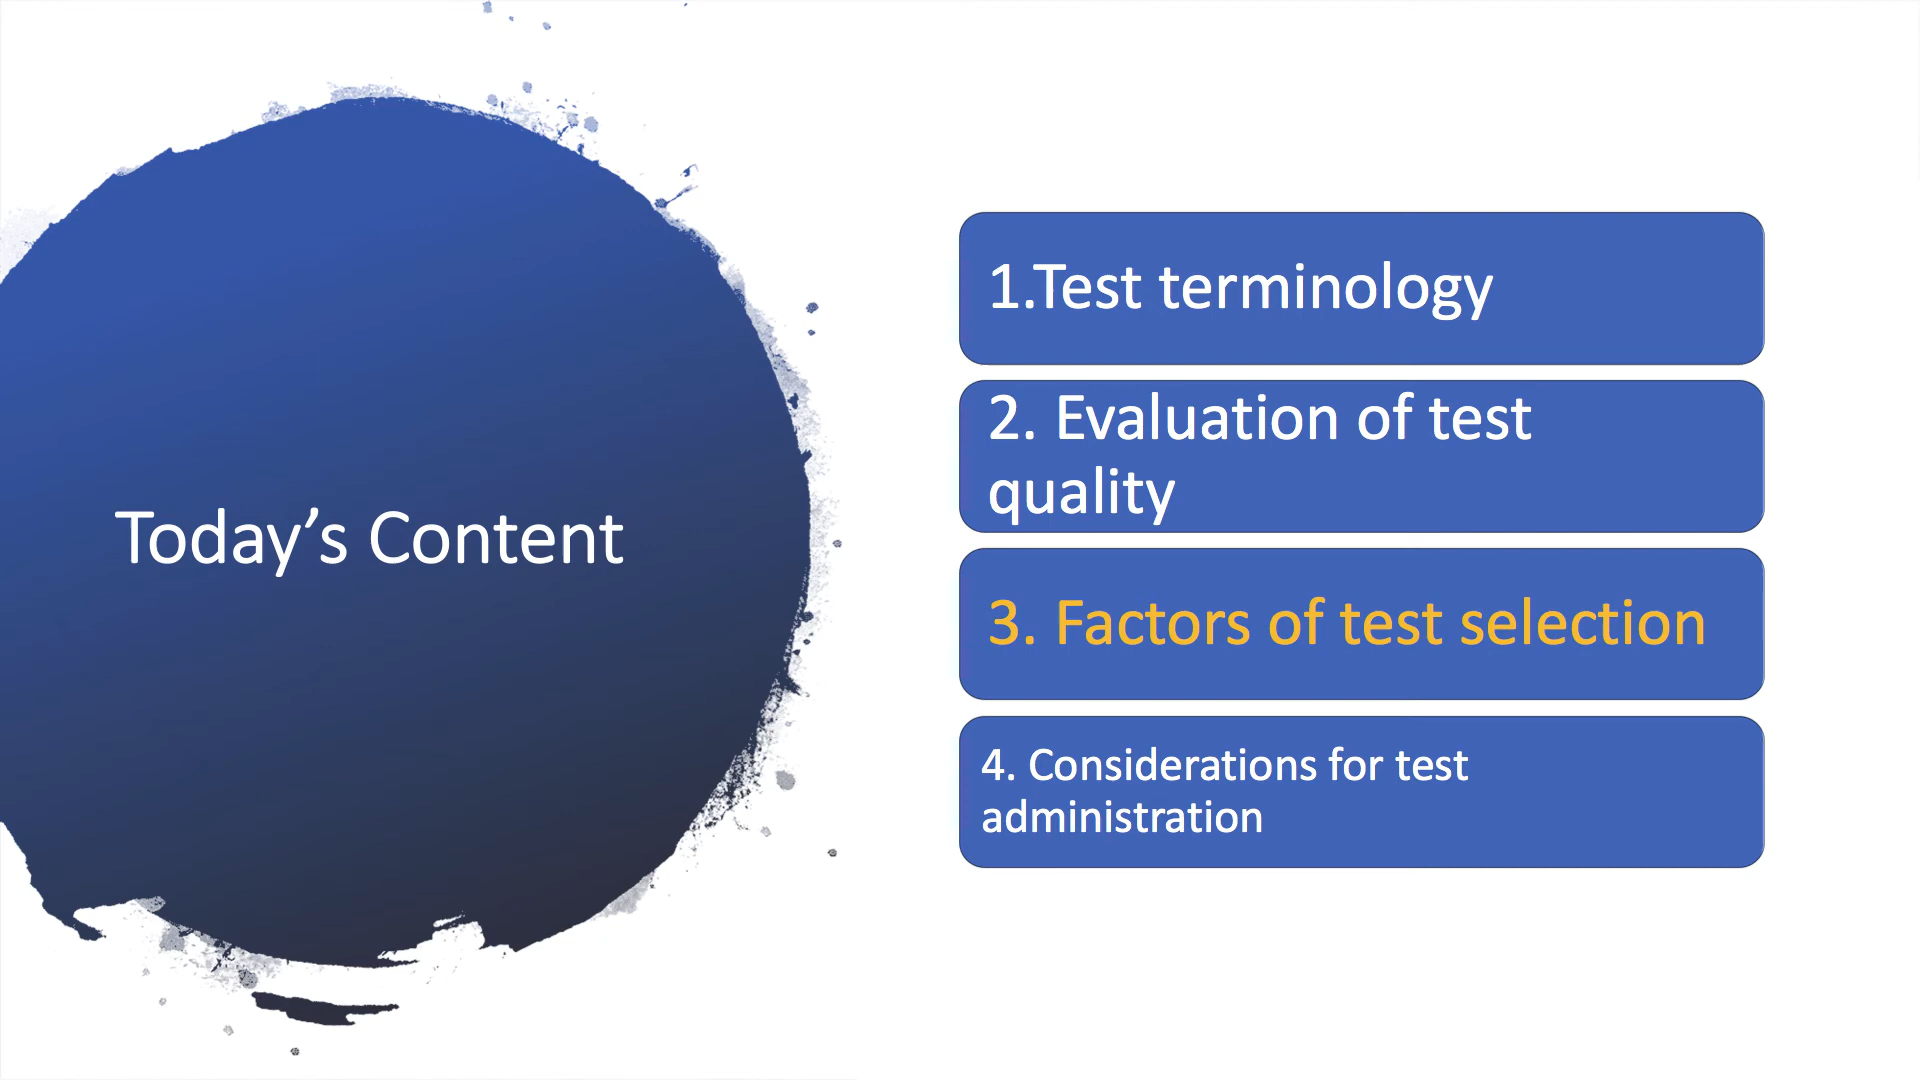 Today’s Content
1.Test terminology
2. Evaluation of test
quality
3. Factors of test selection
4. Considerations for test
administration